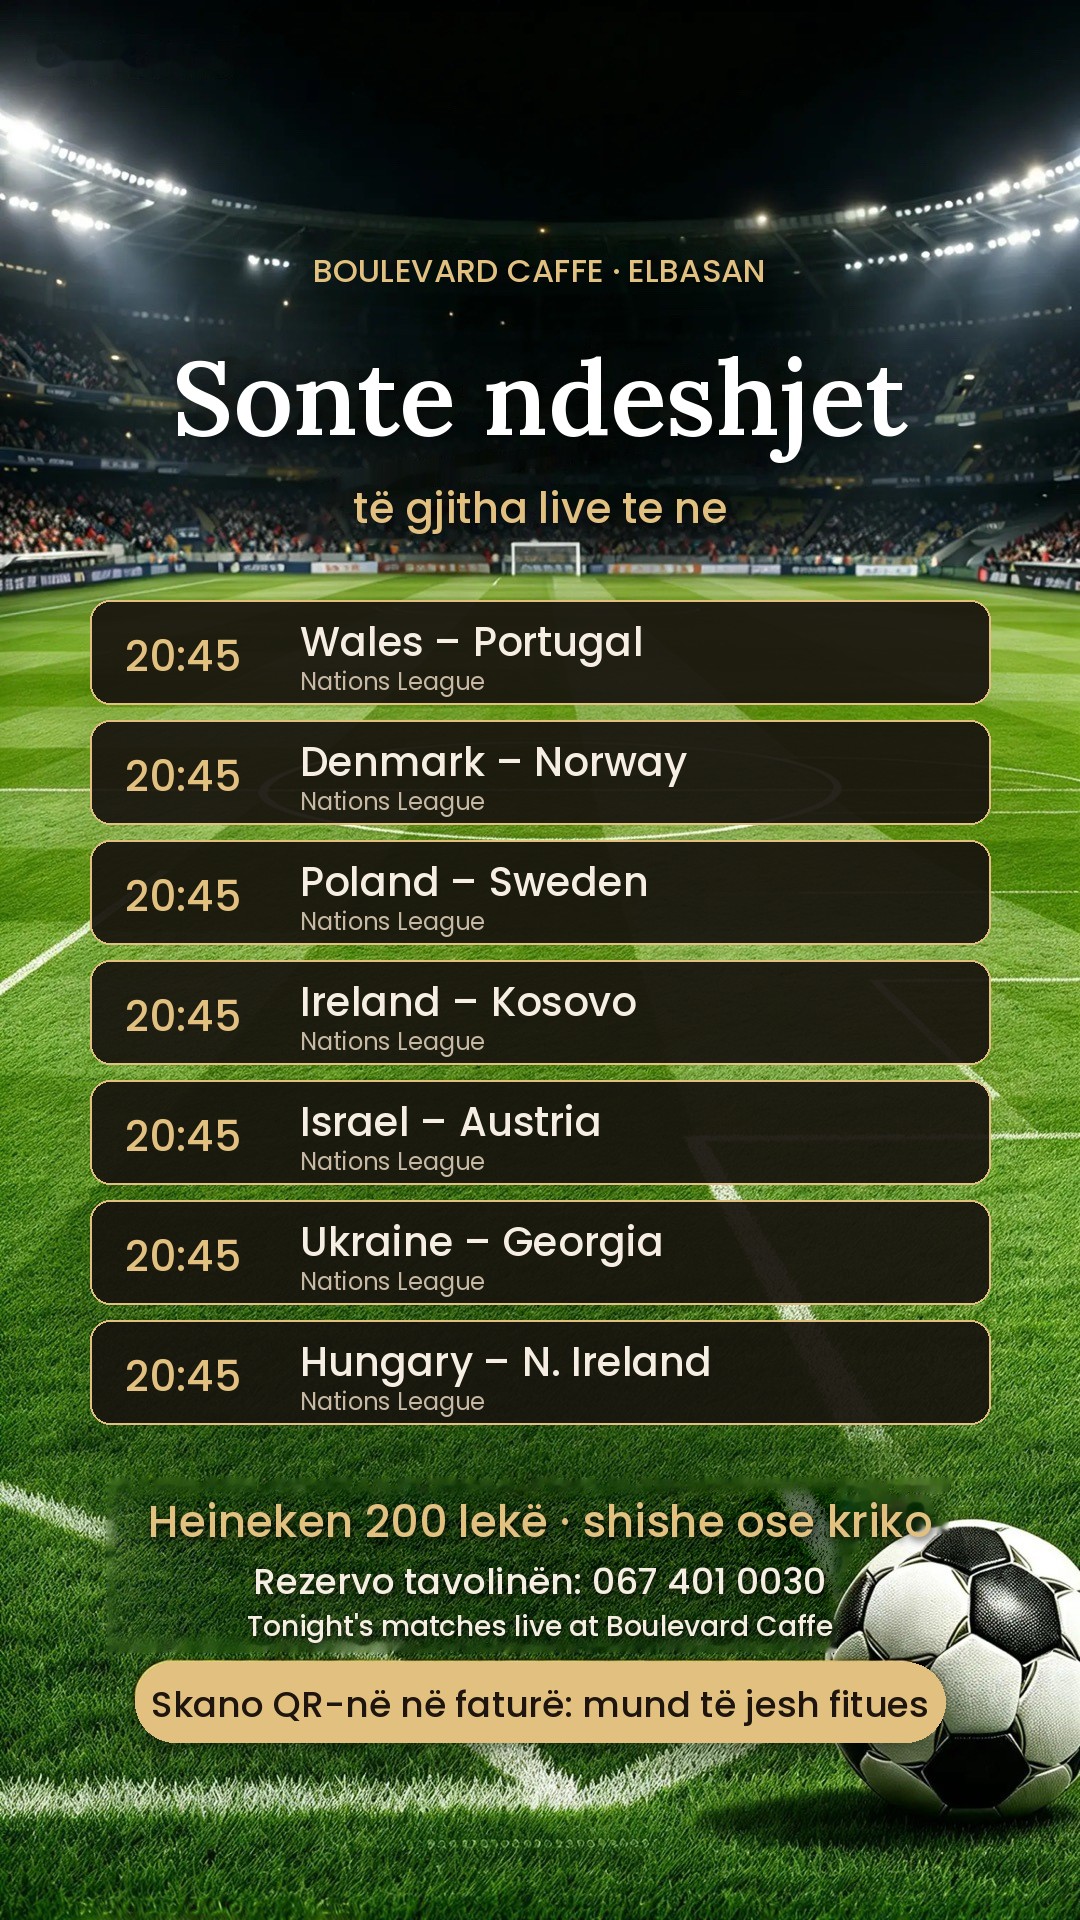 BOULEVARD CAFFE · ELBASAN
Sonte ndeshjet
të gjitha live te ne
20:45
Wales – Portugal
Nations League
20:45
Denmark – Norway
Nations League
20:45
Poland – Sweden
Nations League
20:45
Ireland – Kosovo
Nations League
20:45
Israel – Austria
Nations League
20:45
Ukraine – Georgia
Nations League
20:45
Hungary – N. Ireland
Nations League
Heineken 200 lekë · shishe ose kriko
Rezervo tavolinën: 067 401 0030
Tonight's matches live at Boulevard Caffe
Skano QR-në në faturë: mund të jesh fitues